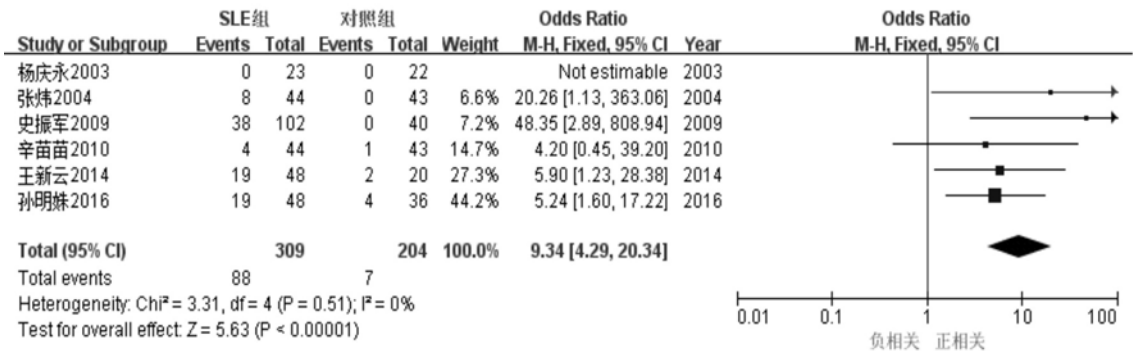 SLE组 对照组 Odds Ratio Odds Ratio
Study or Subgroup Events Total Events Total Weight M-H, Fixed, 95% CI Year M-H, Fixed, 95% CI
杨庆永2003 0 23 0 22 Not estimable 2003
张炜2004 8 44 0 43 6.6% 20.26 [1.13, 363.06] 2004
史振军2009 38 102 0 40 7.2% 48.35 [2.89, 808.94] 2009
辛苗苗2010 4 44 1 43 14.7% 4.20 [0.45, 39.20] 2010
王新云2014 19 48 2 20 27.3% 5.90 [1.23, 28.38] 2014
孙明姝2016 19 48 4 36 44.2% 5.24 [1.60, 17.22] 2016
Total (95% CI) 309 204 100.0% 9.34 [4.29, 20.34]
Total events 88 7
Heterogeneity: Chi² = 3.31, df = 4 (P = 0.51); I² = 0%
Test for overall effect: Z = 5.63 (P < 0.00001)
0.01 0.1 1 10 100
负相关 正相关